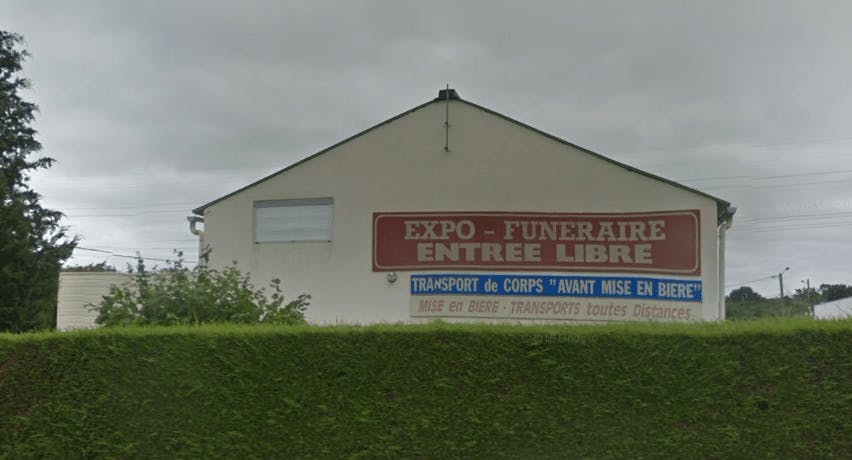 EXPO - FUNERAIRE
ENTREE LIBRE
TRANSPORT de CORPS "AVANT MISE EN BIERE"
MISE en BIERE - TRANSPORTS toutes Distances